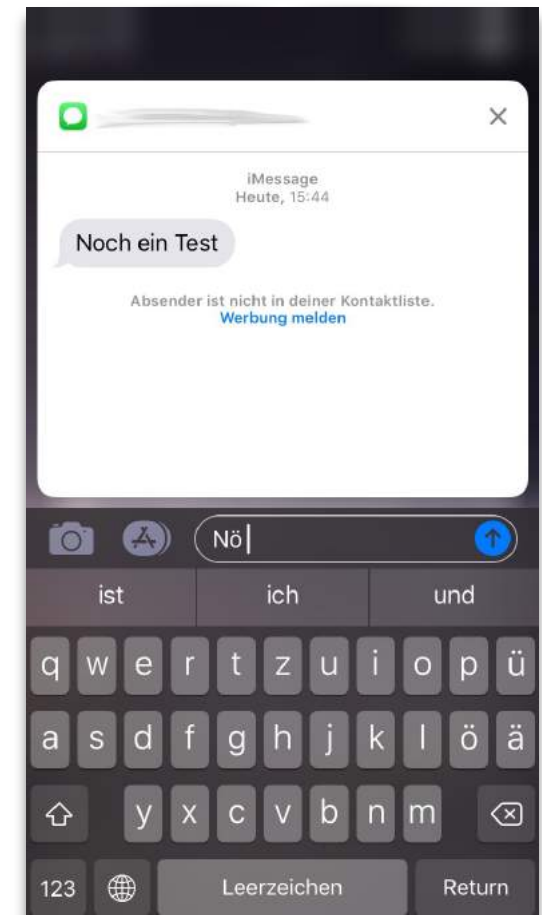 iMessage
Heute, 15:44
Noch ein Test
Absender ist nicht in deiner Kontaktliste.
Werbung melden
Nö
ist ich und
q w e r t z u i o p ü
a s d f g h j k l ö ä
y x c v b n m
123 Leerzeichen Return